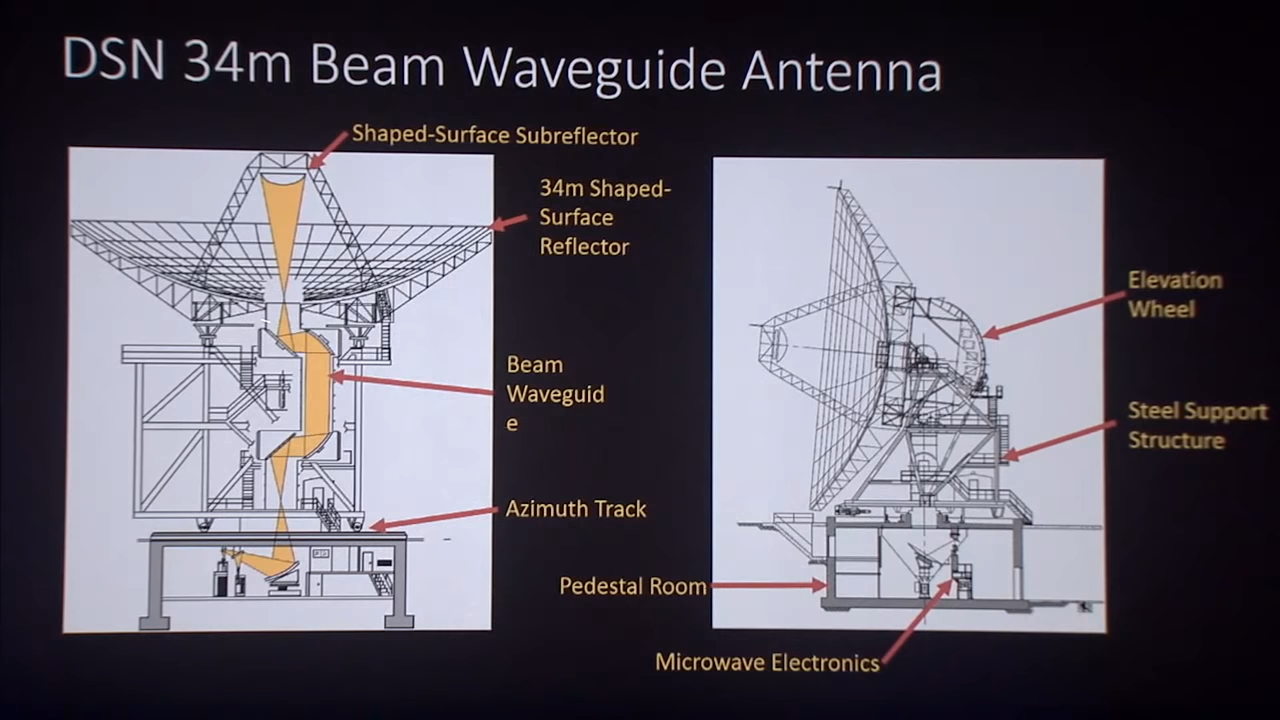 DSN 34m Beam Waveguide Antenna
Shaped-Surface Subreflector
34m Shaped-
Surface
Reflector
Elevation
Wheel
Beam
Waveguid
e
Steel Support
Structure
Azimuth Track
Pedestal Room
Microwave Electronics